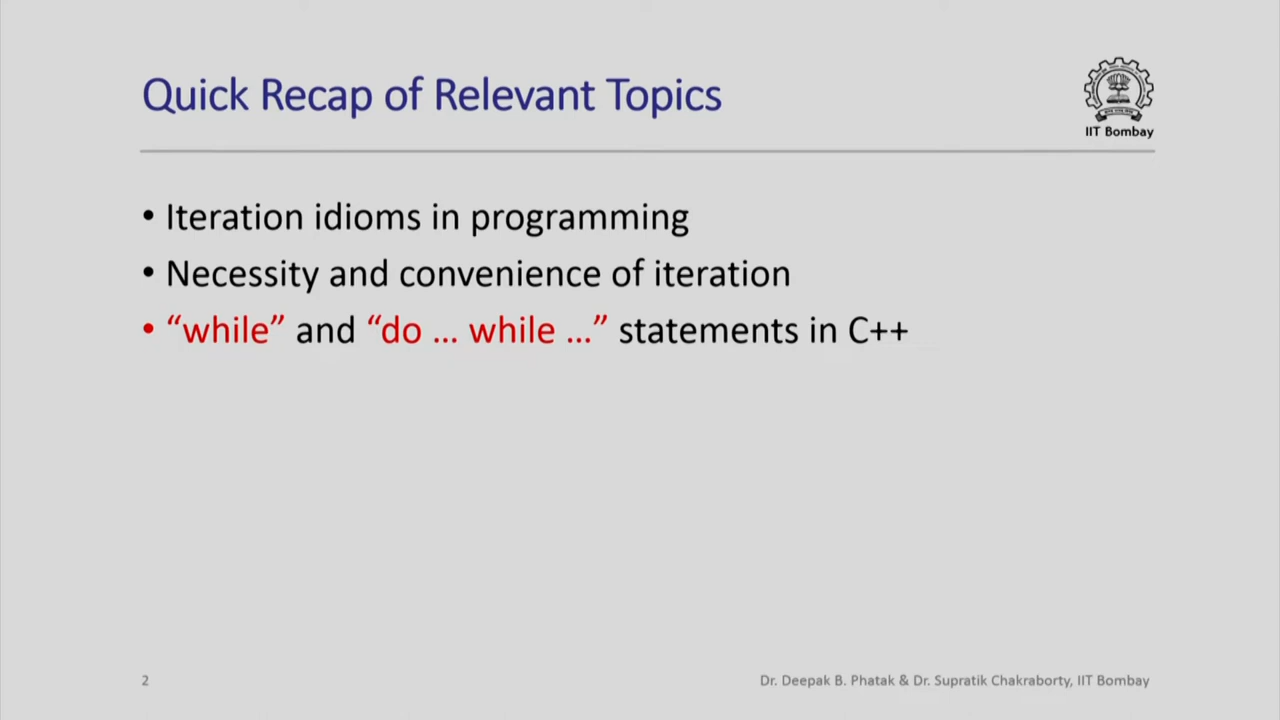 Quick Recap of Relevant Topics
IIT Bombay
• Iteration idioms in programming
• Necessity and convenience of iteration
• “while” and “do … while …” statements in C++
2
Dr. Deepak B. Phatak & Dr. Supratik Chakraborty, IIT Bombay